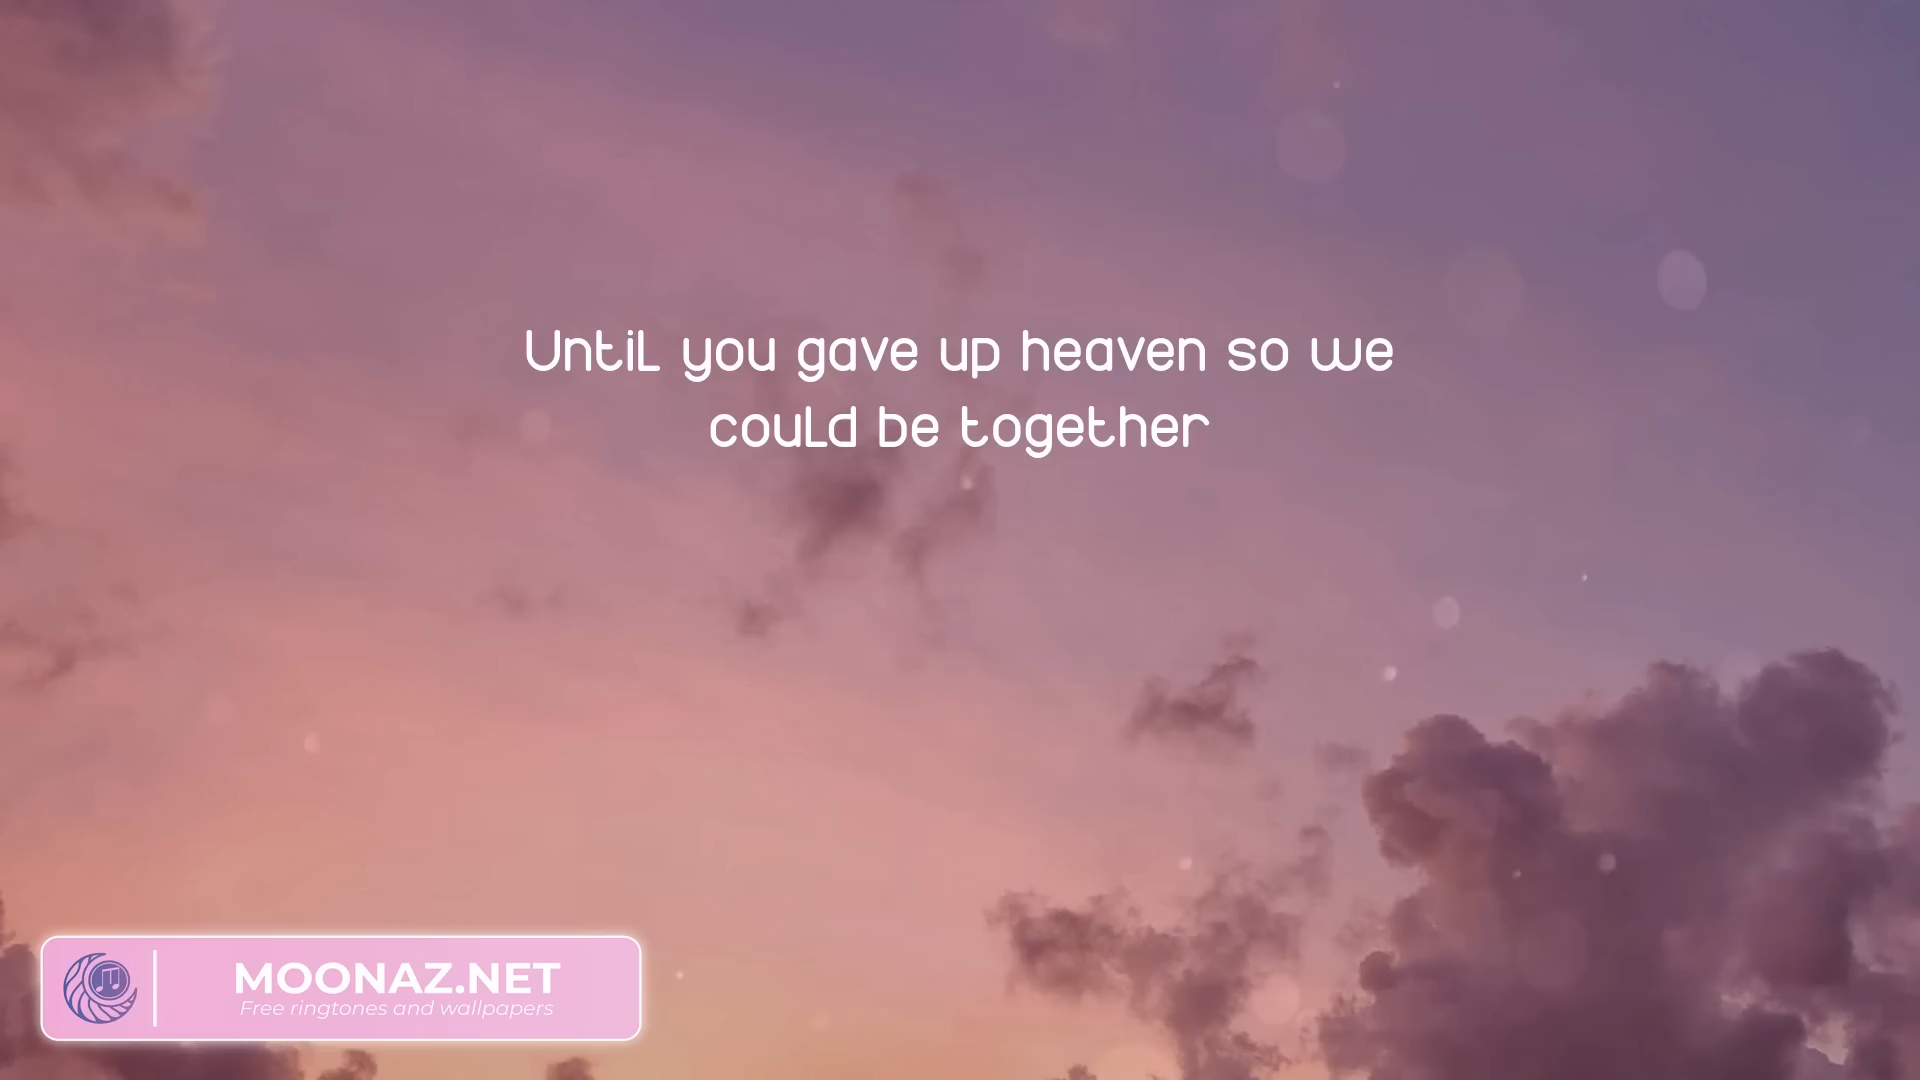 Until you gave up heaven so we
could be together
MOONAZ.NET
Free ringtones and wallpapers